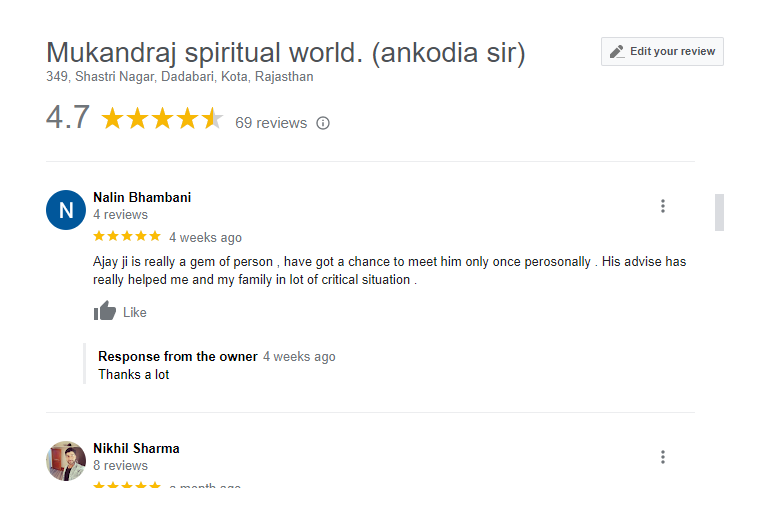 Mukandraj spiritual world. (ankodia sir)
Edit your review
349, Shastri Nagar, Dadabari, Kota, Rajasthan
4.7
69 reviews
N
Nalin Bhambani
4 reviews
4 weeks ago
Ajay ji is really a gem of person , have got a chance to meet him only once perosonally . His advise has
really helped me and my family in lot of critical situation .
Like
Response from the owner 4 weeks ago
Thanks a lot
Nikhil Sharma
8 reviews
a month ago